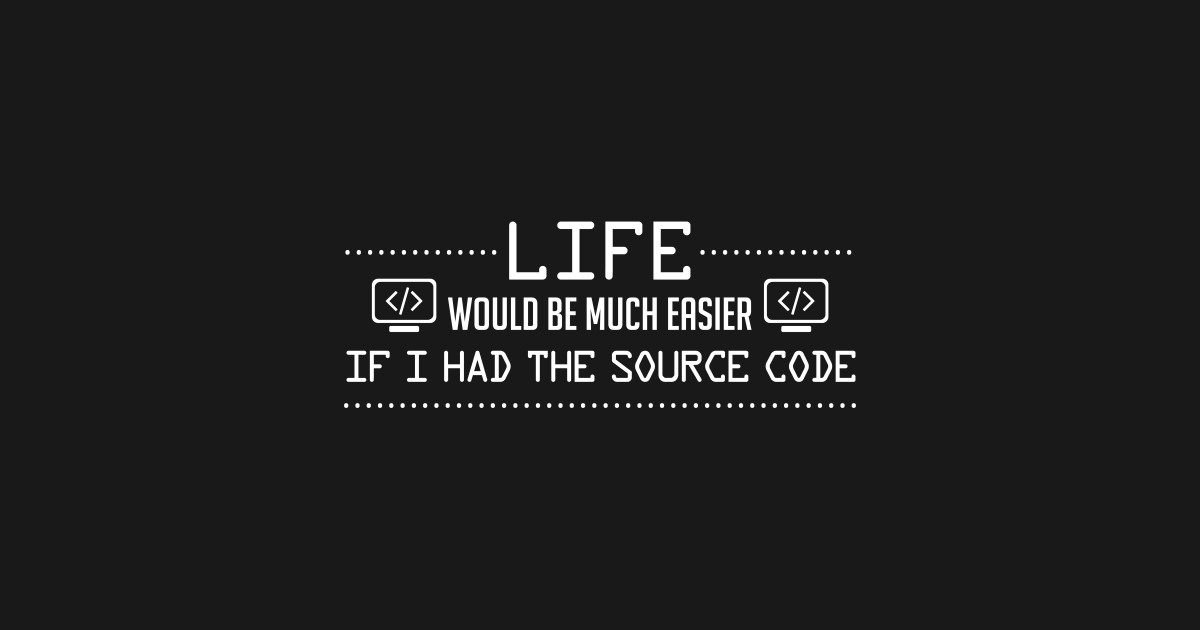 LIFE
</> WOULD BE MUCH EASIER </>
IF I HAD THE SOURCE CODE